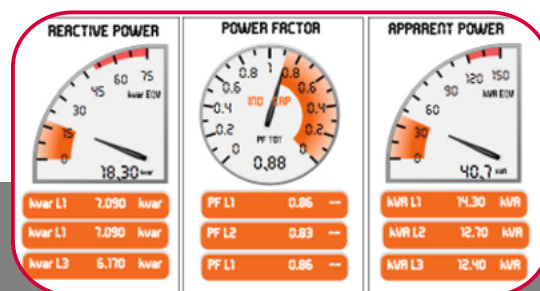 REACTIVE POWER
75
60
45
30
15
0
kvar EQV
18,30 kvar
kvar L1 7.090 kvar
kvar L1 7.090 kvar
kvar L3 6.170 kvar
POWER FACTOR
1
0.8 0.8
0.6 0.6
0.4 0.4
0.2 0.2
0 0
IND CAP
PF TOT
0,88
PF L1 0.86 --
PF L2 0.83 --
PF L1 0.86 --
APPARENT POWER
150
120
90
60
30
0
kVA EQV
40,7 kVA
kVA L1 14.30 kVA
kVA L2 12.70 kVA
kVA L3 12.40 kVA